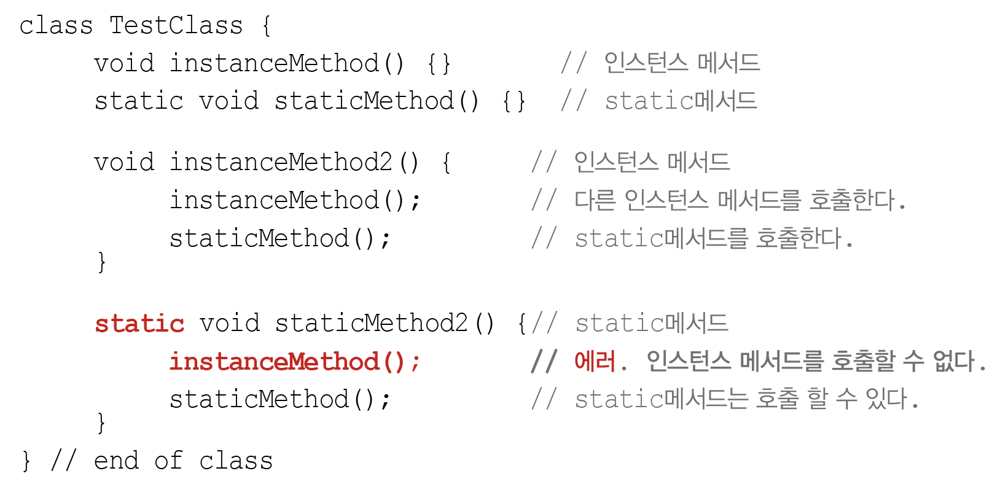 class TestClass {
void instanceMethod() {} // 인스턴스 메서드
static void staticMethod() {} // static메서드
void instanceMethod2() { // 인스턴스 메서드
instanceMethod(); // 다른 인스턴스 메서드를 호출한다.
staticMethod(); // static메서드를 호출한다.
}
static void staticMethod2() {// static메서드
instanceMethod(); // 에러. 인스턴스 메서드를 호출할 수 없다.
staticMethod(); // static메서드는 호출 할 수 있다.
}
} // end of class